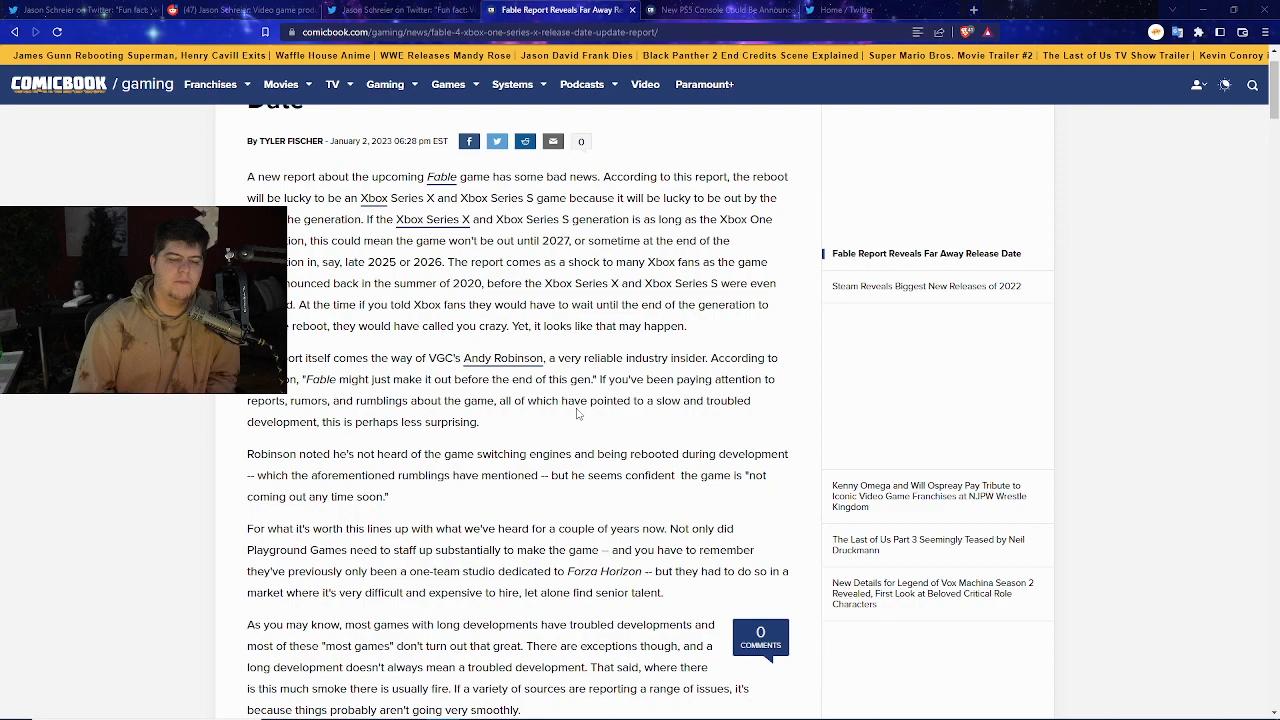 Jason Schreier on Twitter: "Fun fact:
(47) Jason Schreier: Video game prod
Jason Schreier on Twitter: "Fun fact: V
Fable Report Reveals Far Away Re
New PS5 Console Could Be Announce
Home / Twitter
comicbook.com/gaming/news/fable-4-xbox-one-series-x-release-date-update-report/
James Gunn Rebooting Superman, Henry Cavill Exits | Waffle House Anime | WWE Releases Mandy Rose | Jason David Frank Dies | Black Panther 2 End Credits Scene Explained | Super Mario Bros. Movie Trailer #2 | The Last of Us TV Show Trailer | Kevin Conroy
COMICBOOK / gaming
Franchises
Movies
TV
Gaming
Games
Systems
Podcasts
Video
Paramount+
Date
By TYLER FISCHER - January 2, 2023 06:28 pm EST
0
A new report about the upcoming Fable game has some bad news. According to this report, the reboot
will be lucky to be an Xbox Series X and Xbox Series S game because it will be lucky to be out by the
he generation. If the Xbox Series X and Xbox Series S generation is as long as the Xbox One
tion, this could mean the game won't be out until 2027, or sometime at the end of the
tion in, say, late 2025 or 2026. The report comes as a shock to many Xbox fans as the game
nounced back in the summer of 2020, before the Xbox Series X and Xbox Series S were even
d. At the time if you told Xbox fans they would have to wait until the end of the generation to
e reboot, they would have called you crazy. Yet, it looks like that may happen.
ort itself comes the way of VGC's Andy Robinson, a very reliable industry insider. According to
on, "Fable might just make it out before the end of this gen." If you've been paying attention to
reports, rumors, and rumblings about the game, all of which have pointed to a slow and troubled
development, this is perhaps less surprising.
Robinson noted he's not heard of the game switching engines and being rebooted during development
-- which the aforementioned rumblings have mentioned -- but he seems confident the game is "not
coming out any time soon."
For what it's worth this lines up with what we've heard for a couple of years now. Not only did
Playground Games need to staff up substantially to make the game -- and you have to remember
they've previously only been a one-team studio dedicated to Forza Horizon -- but they had to do so in a
market where it's very difficult and expensive to hire, let alone find senior talent.
As you may know, most games with long developments have troubled developments and
most of these "most games" don't turn out that great. There are exceptions though, and a
long development doesn't always mean a troubled development. That said, where there
is this much smoke there is usually fire. If a variety of sources are reporting a range of issues, it's
because things probably aren't going very smoothly.
0
COMMENTS
Fable Report Reveals Far Away Release Date
Steam Reveals Biggest New Releases of 2022
Kenny Omega and Will Ospreay Pay Tribute to
Iconic Video Game Franchises at NJPW Wrestle
Kingdom
The Last of Us Part 3 Seemingly Teased by Neil
Druckmann
New Details for Legend of Vox Machina Season 2
Revealed, First Look at Beloved Critical Role
Characters